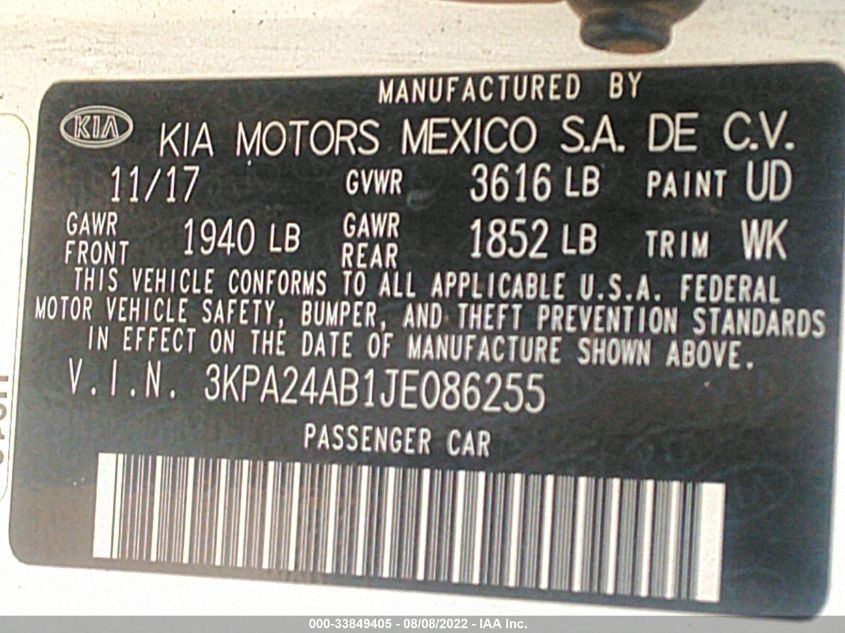 MANUFACTURED BY
KIA KIA MOTORS MEXICO S.A. DE C.V.
11/17 GVWR 3616 LB PAINT UD
GAWR FRONT 1940 LB GAWR REAR 1852 LB TRIM WK
THIS VEHICLE CONFORMS TO ALL APPLICABLE U.S.A. FEDERAL
MOTOR VEHICLE SAFETY, BUMPER, AND THEFT PREVENTION STANDARDS
IN EFFECT ON THE DATE OF MANUFACTURE SHOWN ABOVE.
V.I.N. 3KPA24AB1JE086255
PASSENGER CAR
000-33849405 - 08/08/2022 - IAA Inc.